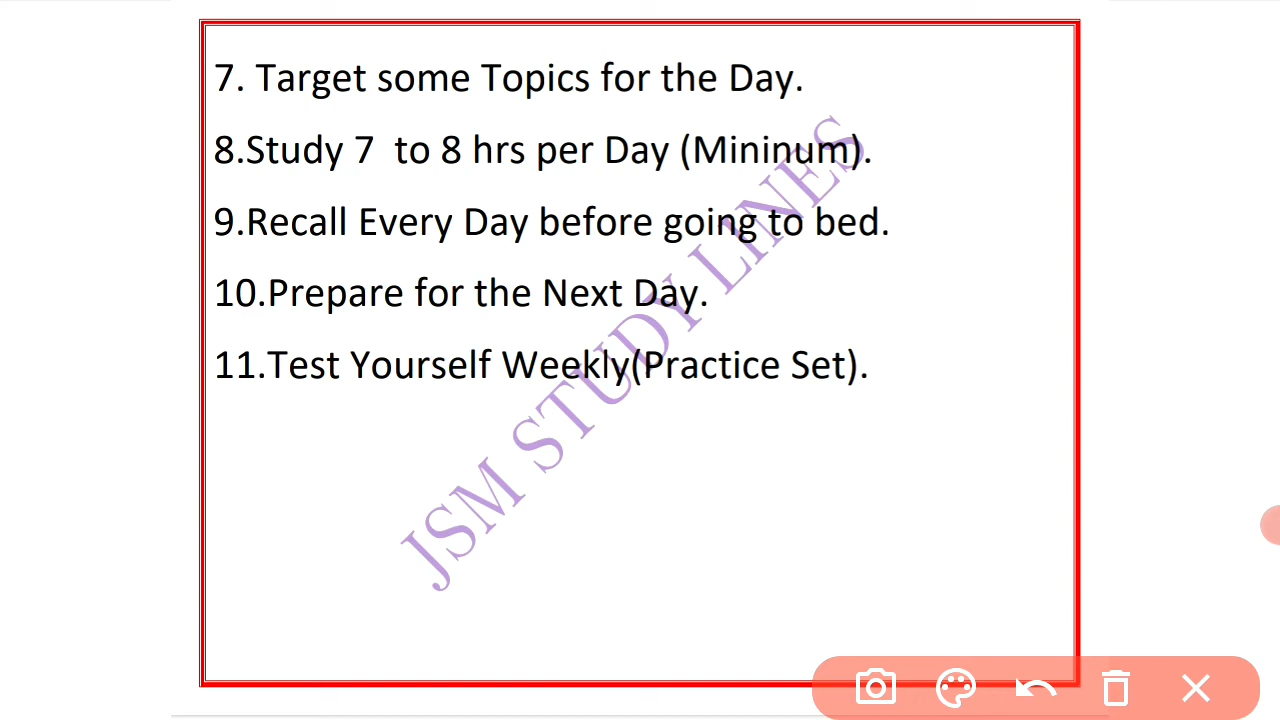 7. Target some Topics for the Day.
8.Study 7  to 8 hrs per Day (Mininum).
9.Recall Every Day before going to bed.
10.Prepare for the Next Day.
11.Test Yourself Weekly(Practice Set).
JSM STUDY LINES